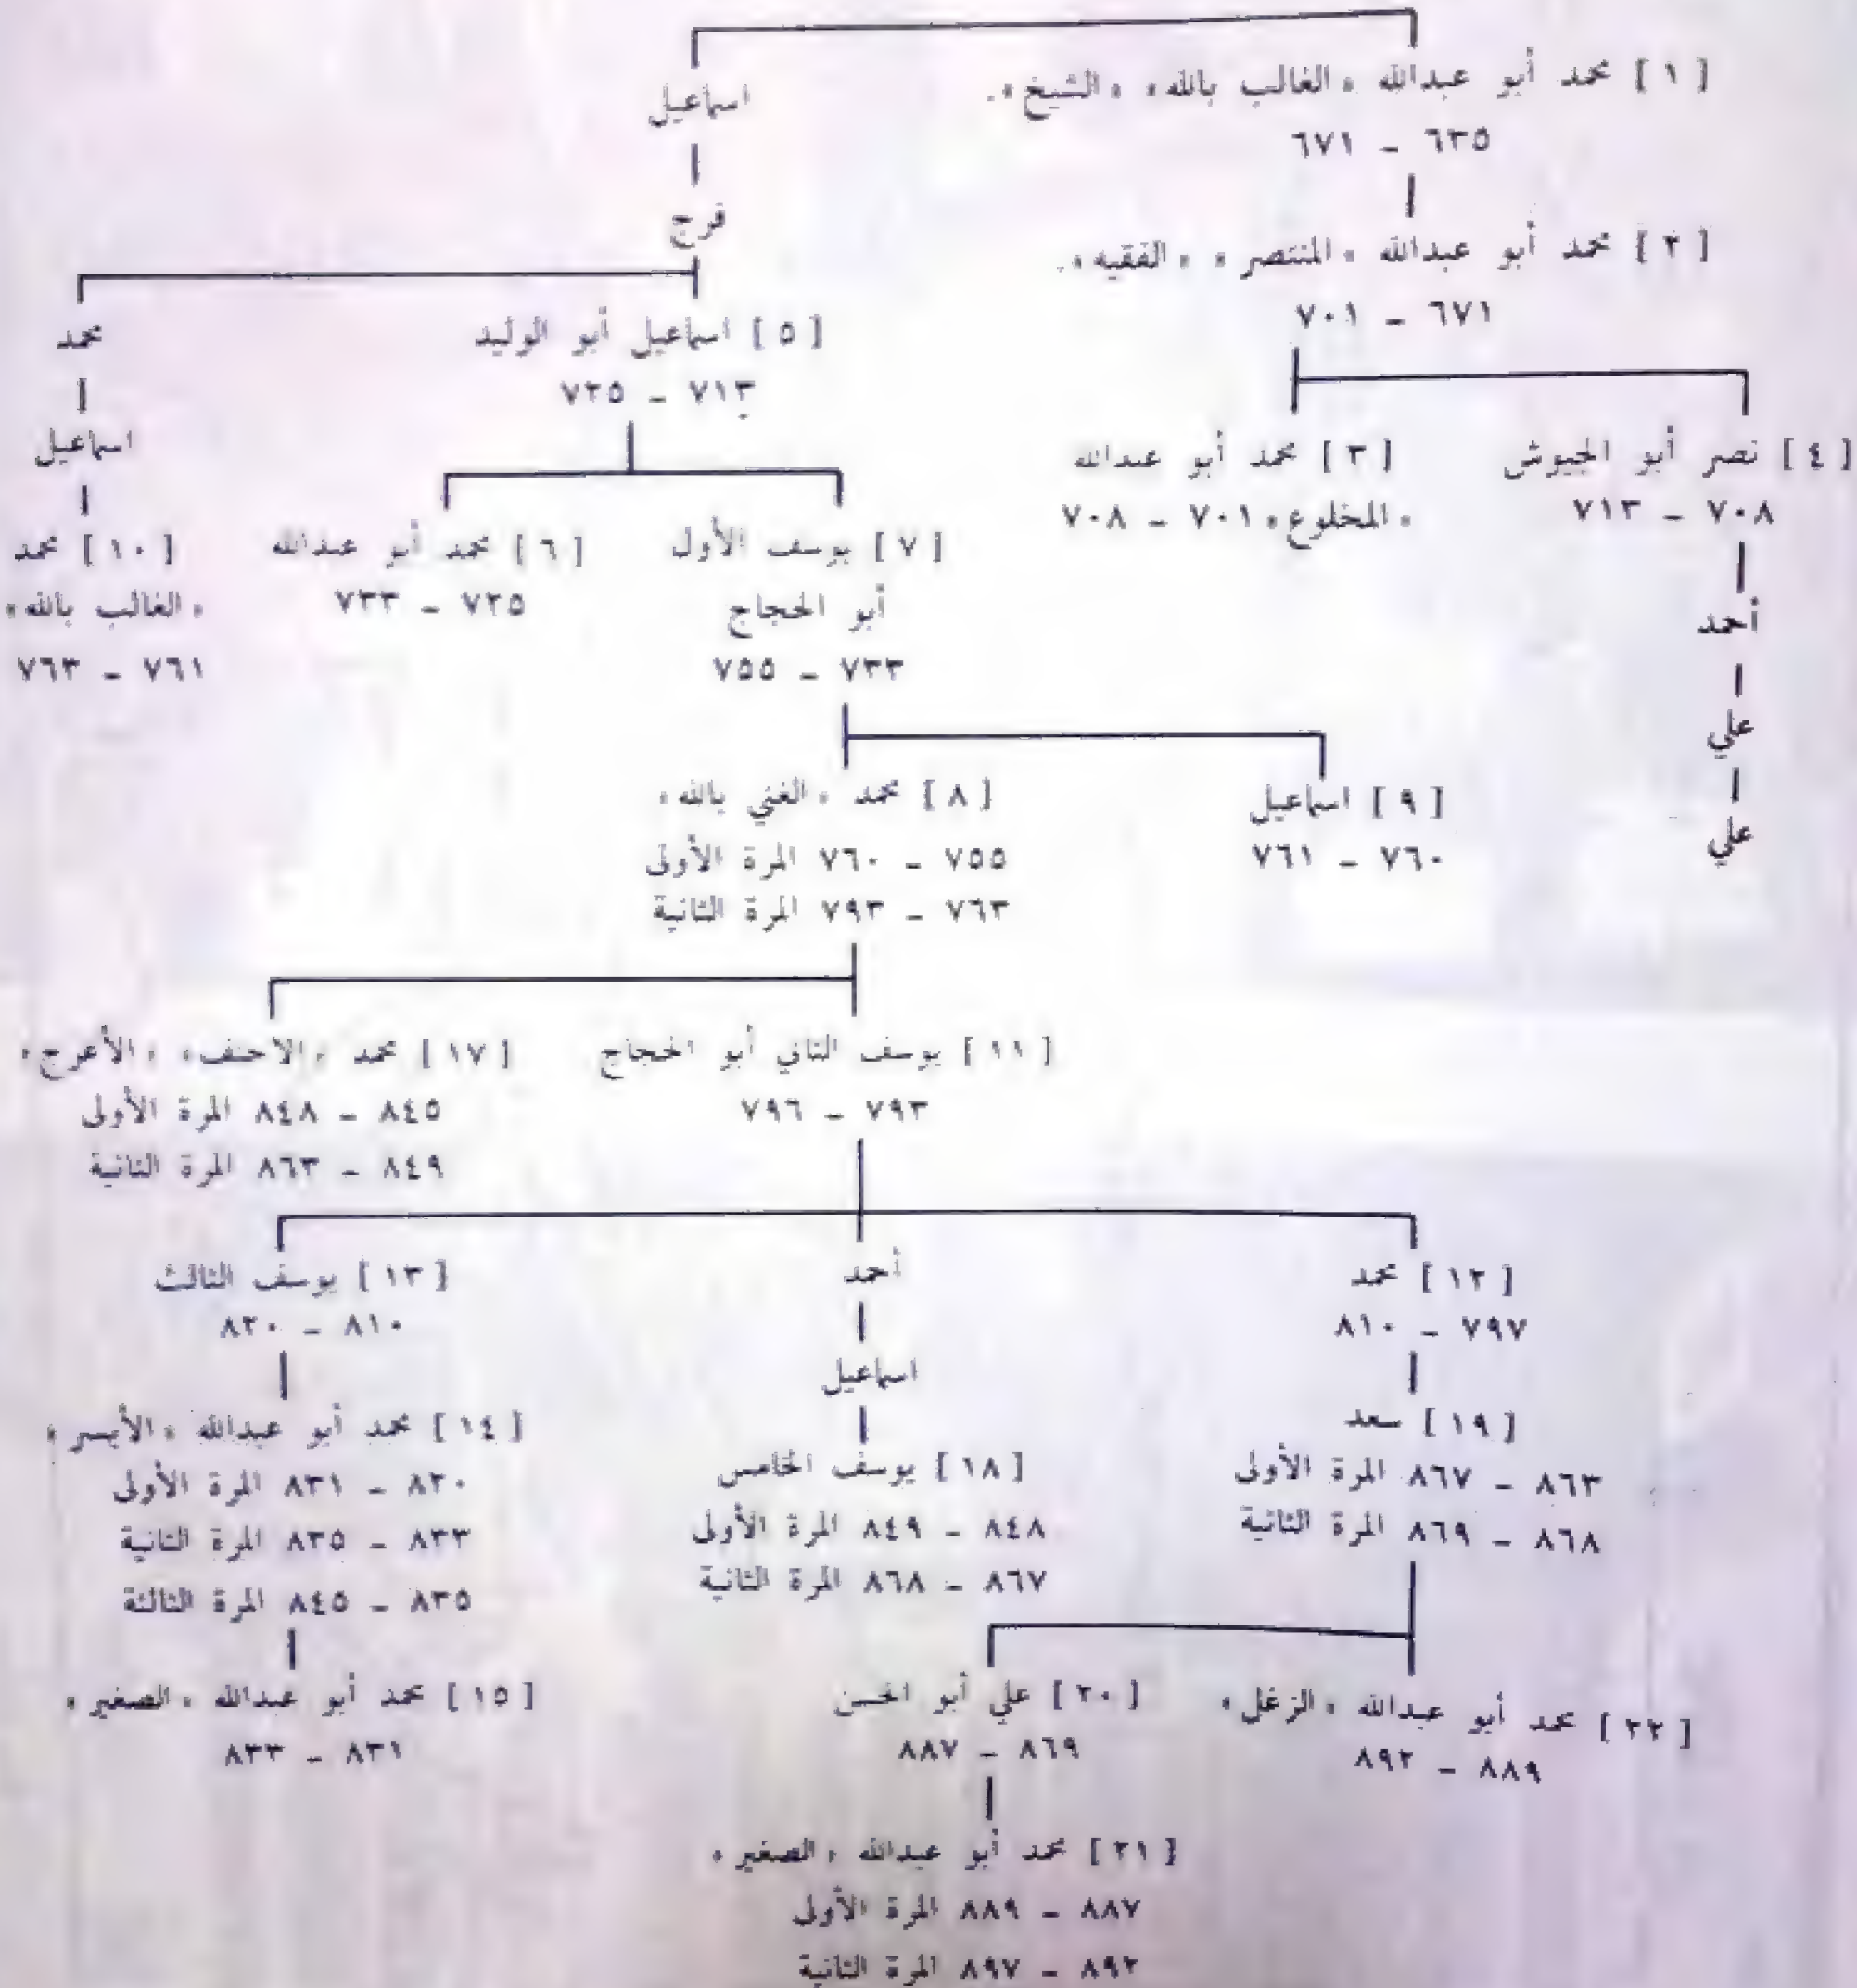 [ ١ ] محمد أبو عبدالله «الغالب بالله» «الشيخ».
٦٣٥ – ٦٧١
اسماعيل
فرج
[ ٢ ] محمد أبو عبدالله «المنتصر» «الفقيه».
٦٧١ – ٧٠١
[ ٥ ] اسماعيل أبو الوليد
٧١٣ – ٧٢٥
محمد
اسماعيل
[ ٤ ] نصر أبو الجيوش
٧٠٨ – ٧١٣
أحمد
علي
علي
[ ٣ ] محمد أبو عبدالله
«المخلوع» ٧٠١ – ٧٠٨
[ ٧ ] يوسف الأول
أبو الحجاج
٧٣٣ – ٧٥٥
[ ٦ ] محمد أبو عبدالله
٧٢٥ – ٧٣٣
[ ١٠ ] محمد
«الغالب بالله»
٧٦١ – ٧٦٣
[ ٩ ] اسماعيل
٧٦٠ – ٧٦١
[ ٨ ] محمد «الغني بالله»
٧٥٥ – ٧٦٠ المرة الأولى
٧٦٣ – ٧٩٣ المرة الثانية
[ ١١ ] يوسف الثاني أبو الحجاج
٧٩٣ – ٧٩٦
[ ١٧ ] محمد «الاحنف» «الأعرج»
٨٤٥ – ٨٤٨ المرة الأولى
٨٤٩ – ٨٦٣ المرة الثانية
[ ١٢ ] محمد
٧٩٧ – ٨١٠
أحمد
اسماعيل
[ ١٣ ] يوسف الثالث
٨١٠ – ٨٢٠
[ ١٩ ] سعد
٨٦٣ – ٨٦٧ المرة الأولى
٨٦٨ – ٨٦٩ المرة الثانية
[ ١٨ ] يوسف الخامس
٨٤٨ – ٨٤٩ المرة الأولى
٨٦٧ – ٨٦٨ المرة الثانية
[ ١٤ ] محمد أبو عبدالله «الأيسر»
٨٢٠ – ٨٣١ المرة الأولى
٨٣٣ – ٨٣٥ المرة الثانية
٨٣٥ – ٨٤٥ المرة الثالثة
[ ٢٢ ] محمد أبو عبدالله «الزغل»
٨٨٩ – ٨٩٢
[ ٢٠ ] علي أبو الحسن
٨٦٩ – ٨٨٧
[ ١٥ ] محمد أبو عبدالله «الصغير»
٨٣١ – ٨٣٣
[ ٢١ ] محمد أبو عبدالله «الصغير»
٨٨٧ – ٨٨٩ المرة الأولى
٨٩٢ – ٨٩٧ المرة الثانية